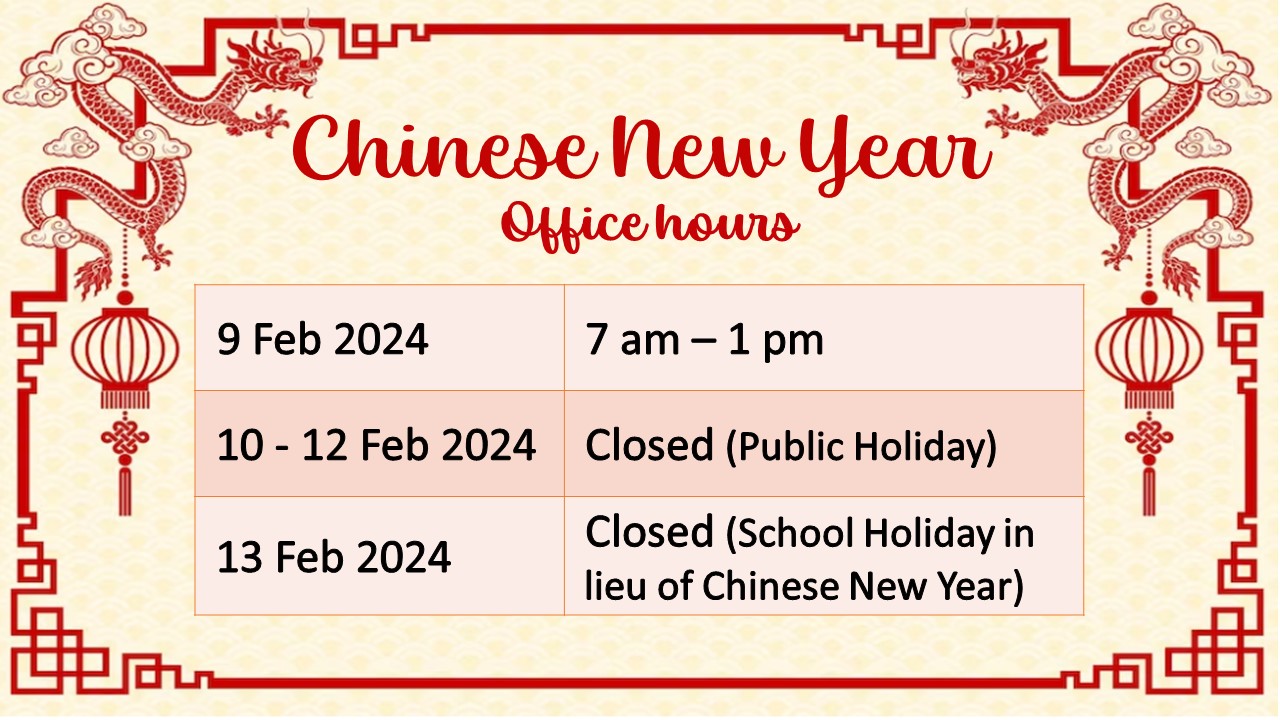 Chinese New Year
Office hours
9 Feb 2024
7 am – 1 pm
10 - 12 Feb 2024
Closed (Public Holiday)
13 Feb 2024
Closed (School Holiday in
lieu of Chinese New Year)